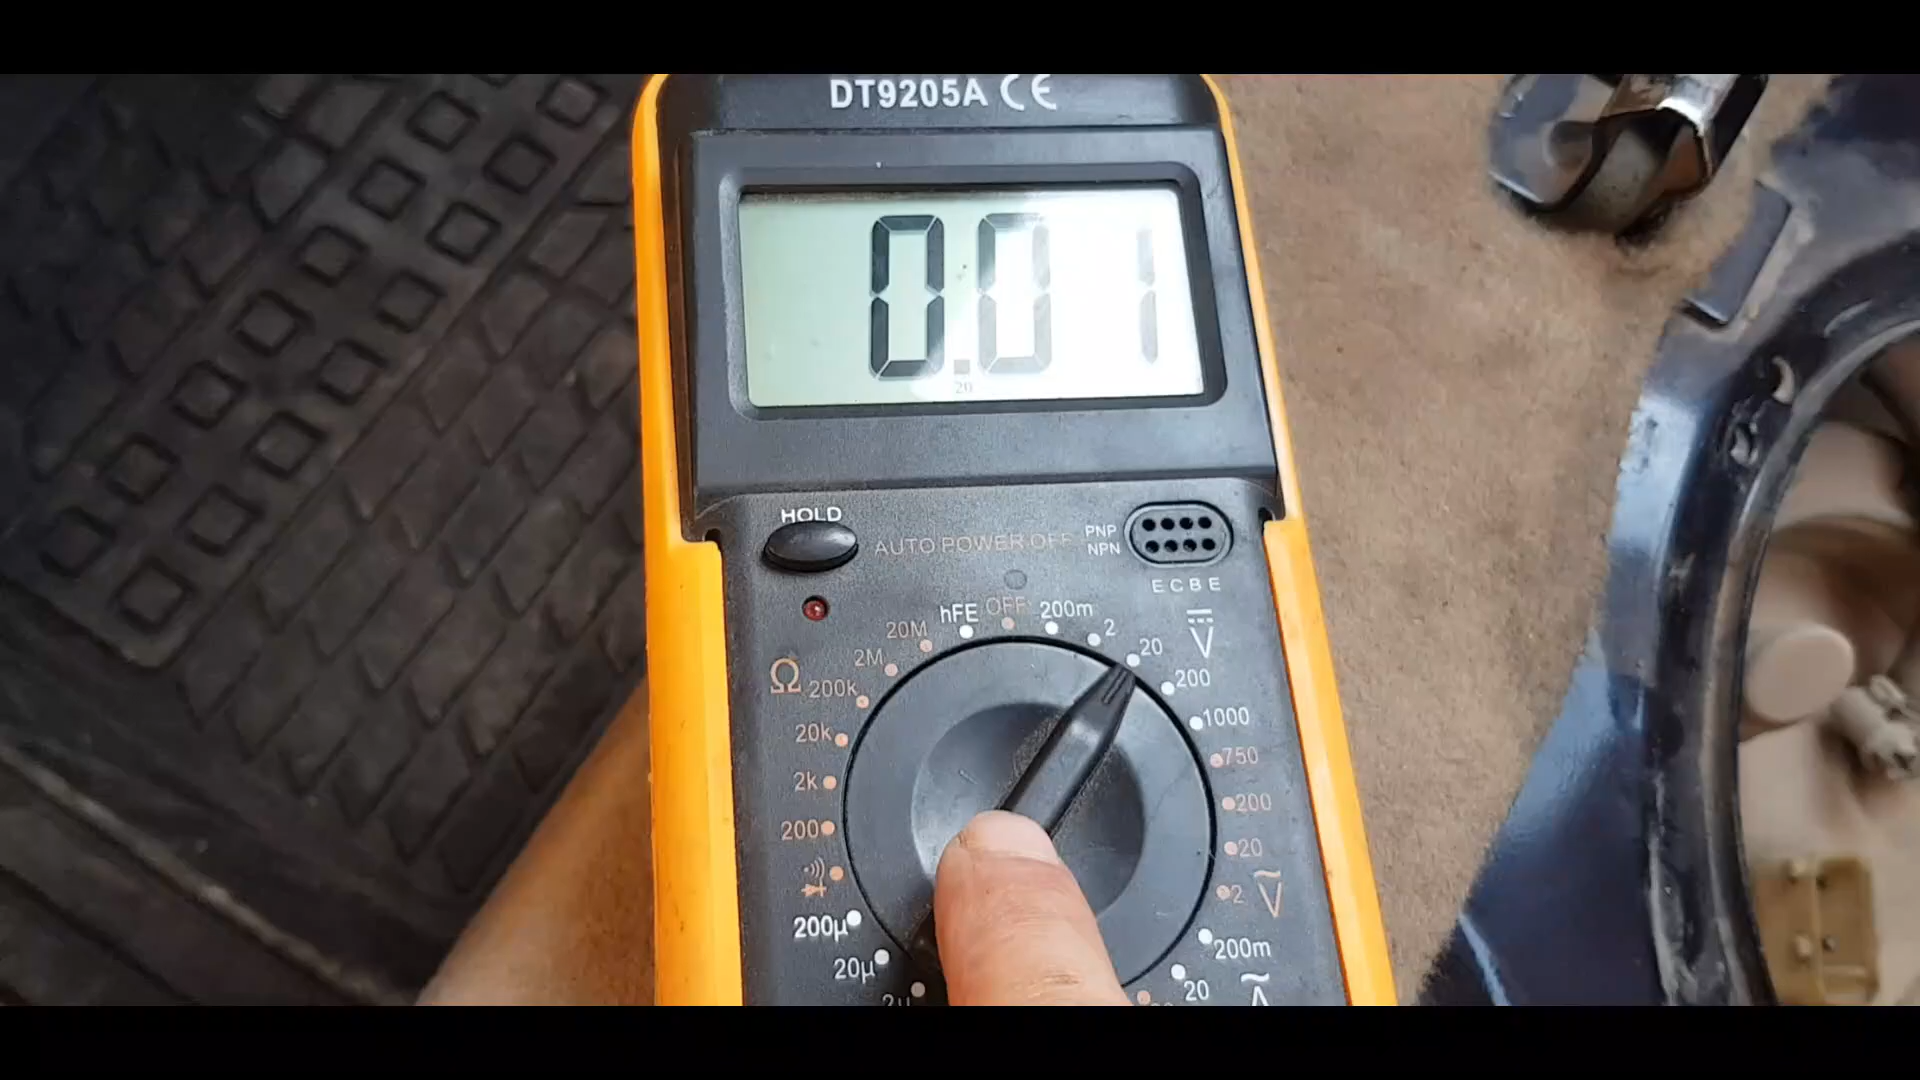 DT9205A CE
0.01
20
HOLD
AUTO POWER OFF
PNP
NPN
E C B E
hFE
OFF
200m
2
20
V
200
1000
750
200
20
2
V
200m
20
A
20M
2M
Ω
200k
20k
2k
200
200µ
20µ
2µ